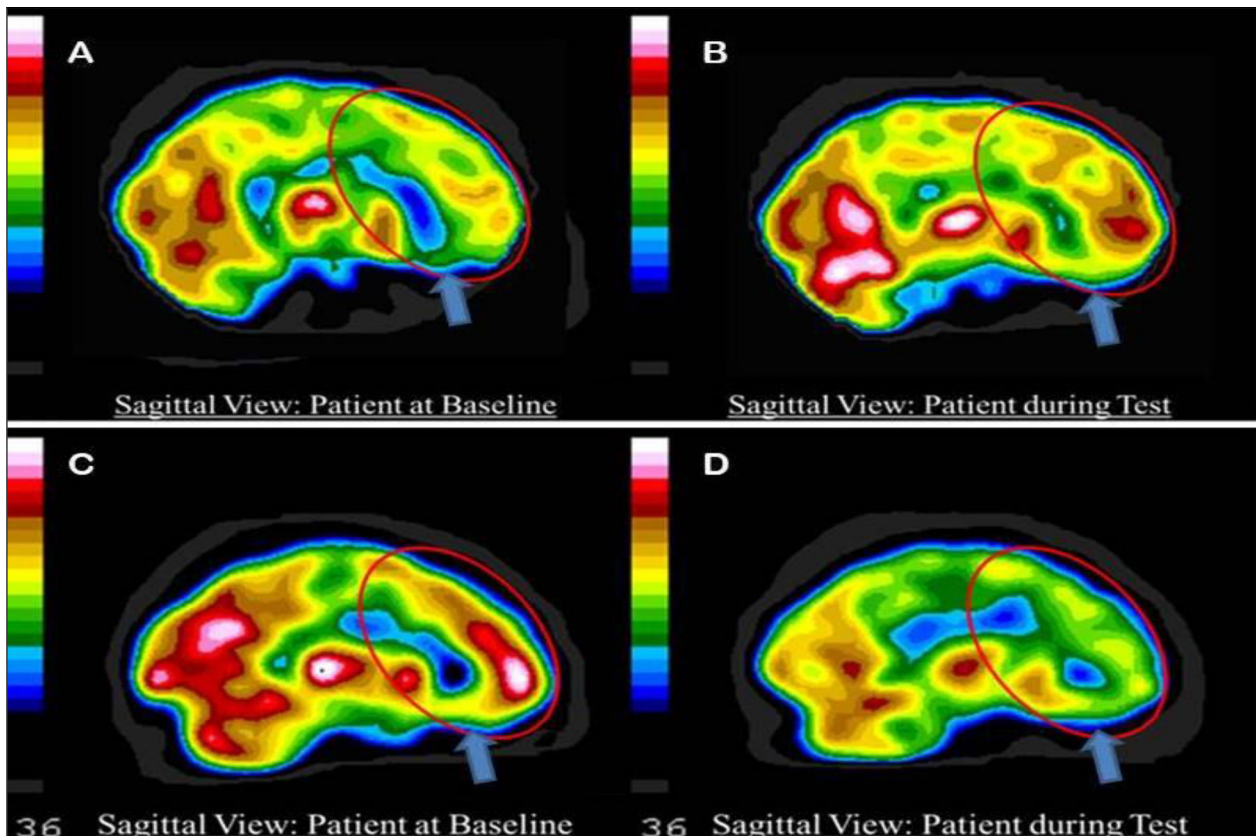 A
B
Sagittal View: Patient at Baseline
Sagittal View: Patient during Test
C
D
36
Sagittal View: Patient at Baseline
36
Sagittal View: Patient during Test